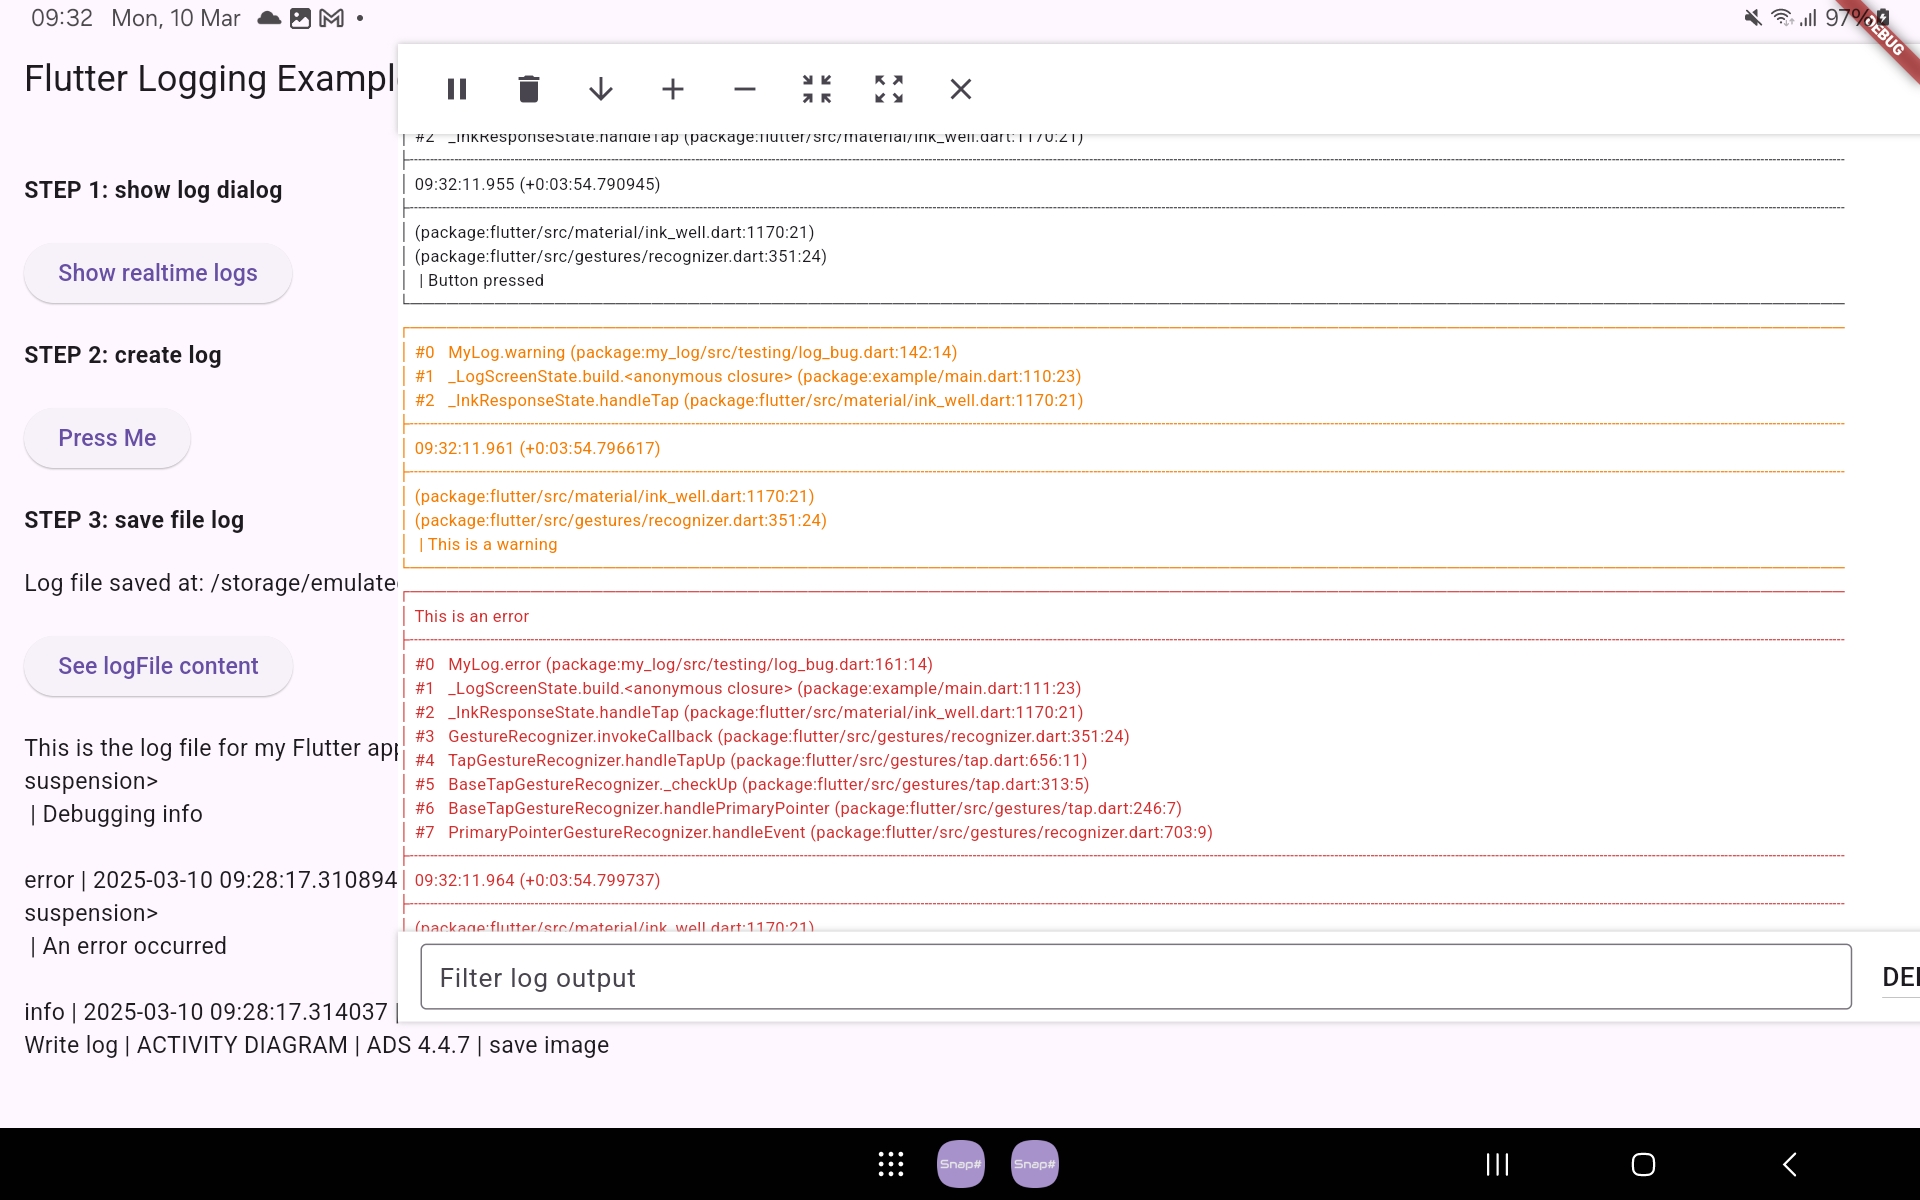 09:32 Mon, 10 Mar
97%
DEBUG
Flutter Logging Example
STEP 1: show log dialog
Show realtime logs
STEP 2: create log
Press Me
STEP 3: save file log
Log file saved at: /storage/emulate
See logFile content
This is the log file for my Flutter app
suspension>
| Debugging info
error | 2025-03-10 09:28:17.310894
suspension>
| An error occurred
info | 2025-03-10 09:28:17.314037 |
Write log | ACTIVITY DIAGRAM | ADS 4.4.7 | save image
#2 _InkResponseState.handleTap (package:flutter/src/material/ink_well.dart:1170:21)
09:32:11.955 (+0:03:54.790945)
(package:flutter/src/material/ink_well.dart:1170:21)
(package:flutter/src/gestures/recognizer.dart:351:24)
| Button pressed
#0 MyLog.warning (package:my_log/src/testing/log_bug.dart:142:14)
#1 _LogScreenState.build.<anonymous closure> (package:example/main.dart:110:23)
#2 _InkResponseState.handleTap (package:flutter/src/material/ink_well.dart:1170:21)
09:32:11.961 (+0:03:54.796617)
(package:flutter/src/material/ink_well.dart:1170:21)
(package:flutter/src/gestures/recognizer.dart:351:24)
| This is a warning
This is an error
#0 MyLog.error (package:my_log/src/testing/log_bug.dart:161:14)
#1 _LogScreenState.build.<anonymous closure> (package:example/main.dart:111:23)
#2 _InkResponseState.handleTap (package:flutter/src/material/ink_well.dart:1170:21)
#3 GestureRecognizer.invokeCallback (package:flutter/src/gestures/recognizer.dart:351:24)
#4 TapGestureRecognizer.handleTapUp (package:flutter/src/gestures/tap.dart:656:11)
#5 BaseTapGestureRecognizer._checkUp (package:flutter/src/gestures/tap.dart:313:5)
#6 BaseTapGestureRecognizer.handlePrimaryPointer (package:flutter/src/gestures/tap.dart:246:7)
#7 PrimaryPointerGestureRecognizer.handleEvent (package:flutter/src/gestures/recognizer.dart:703:9)
09:32:11.964 (+0:03:54.799737)
(package:flutter/src/material/ink_well.dart:1170:21)
Filter log output
DE
Snap#
Snap#